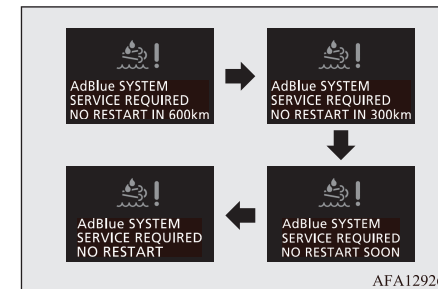 AdBlue SYSTEM
SERVICE REQUIRED
NO RESTART IN 600km
AdBlue SYSTEM
SERVICE REQUIRED
NO RESTART IN 300km
AdBlue SYSTEM
SERVICE REQUIRED
NO RESTART SOON
AdBlue SYSTEM
SERVICE REQUIRED
NO RESTART